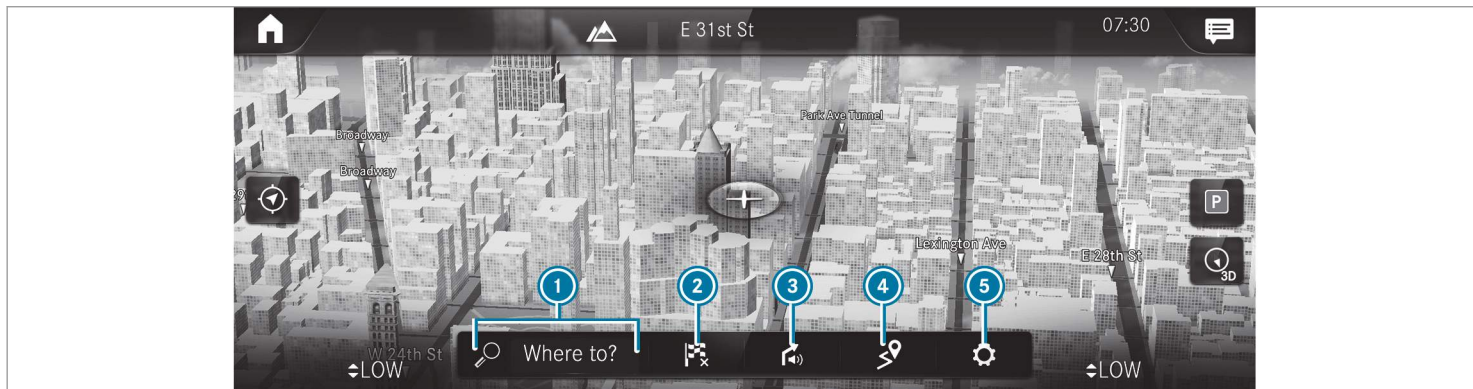 E 31st St
07:30
Park Ave Tunnel
Broadway
Broadway
29
P
Lexington Ave
E 28th St
3D
1
2
3
4
5
W 24th St
Where to?
LOW
LOW